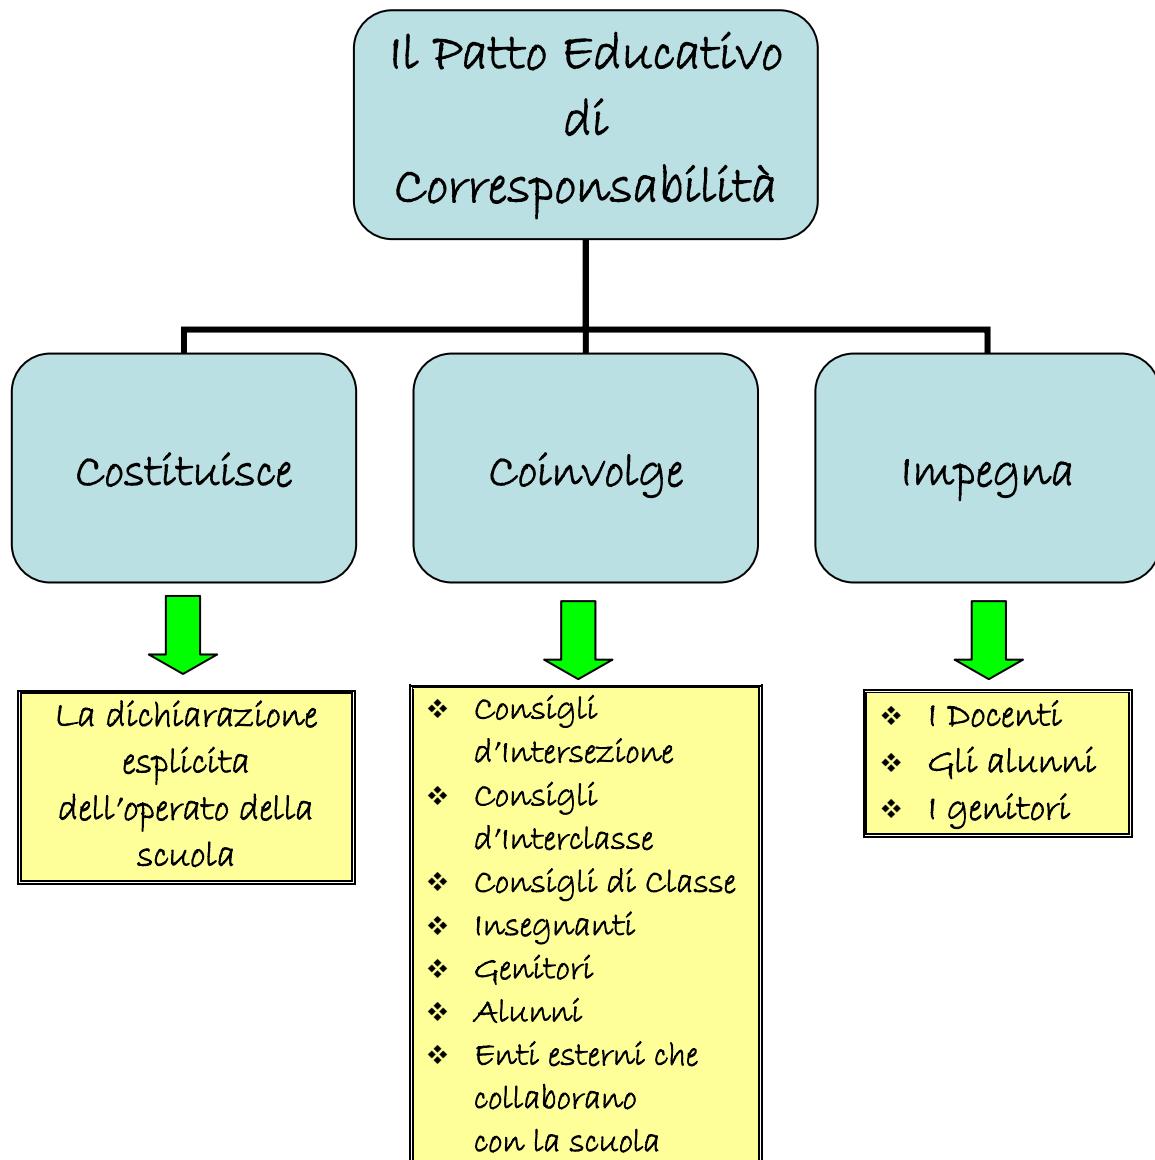 Il Patto Educativo
di
Corresponsabilità
Costituisce
Coinvolge
Impegna
La dichiarazione
esplicita
dell'operato della
scuola
❖ Consigli
d'Intersezione
❖ Consigli
d'Interclasse
❖ Consigli di Classe
❖ Insegnanti
❖ Genitori
❖ Alunni
❖ Enti esterni che
collaborano
con la scuola
❖ I Docenti
❖ Gli alunni
❖ I genitori